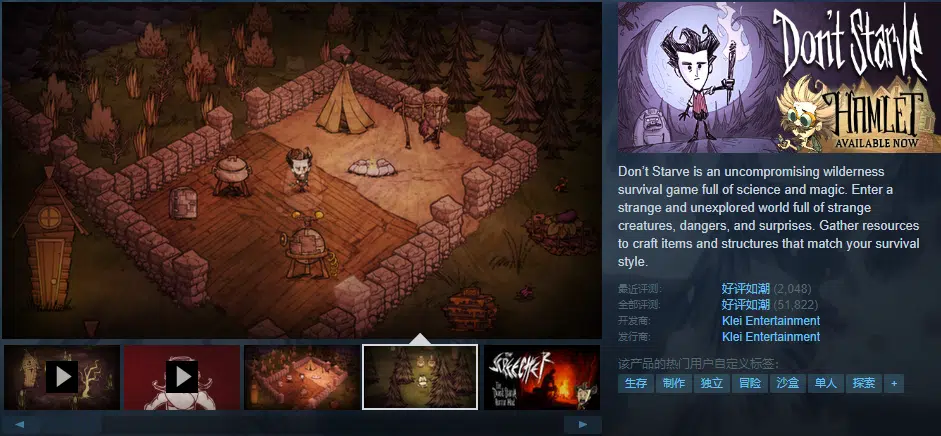 Don't Starve
HAMLET
AVAILABLE NOW
Don't Starve is an uncompromising wilderness
survival game full of science and magic. Enter a
strange and unexplored world full of strange
creatures, dangers, and surprises. Gather resources
to craft items and structures that match your survival
style.
最近评测: 好评如潮 (2,048)
全部评测: 好评如潮 (51,822)
开发商: Klei Entertainment
发行商: Klei Entertainment
该产品的热门用户自定义标签:
生存 制作 独立 冒险 沙盒 单人 探索 +
THE
SCREECHER